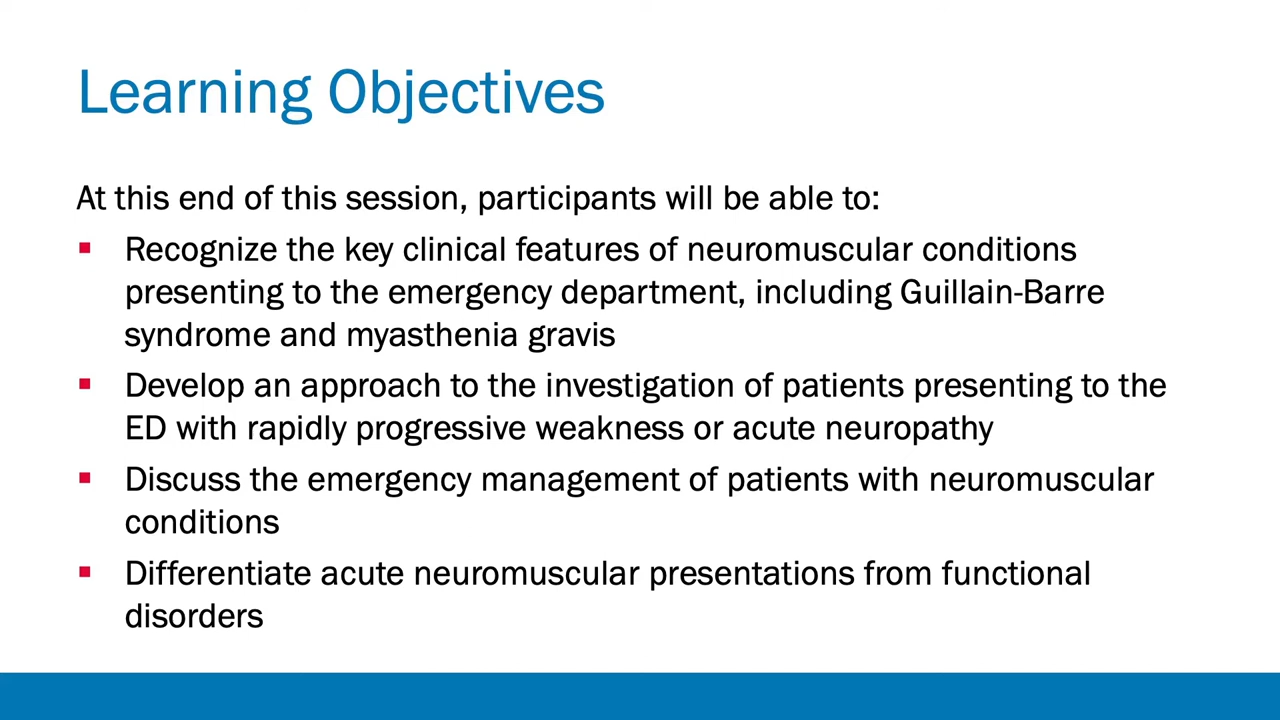 Learning Objectives
At this end of this session, participants will be able to:
Recognize the key clinical features of neuromuscular conditions
presenting to the emergency department, including Guillain-Barre
syndrome and myasthenia gravis
Develop an approach to the investigation of patients presenting to the
ED with rapidly progressive weakness or acute neuropathy
Discuss the emergency management of patients with neuromuscular
conditions
Differentiate acute neuromuscular presentations from functional
disorders